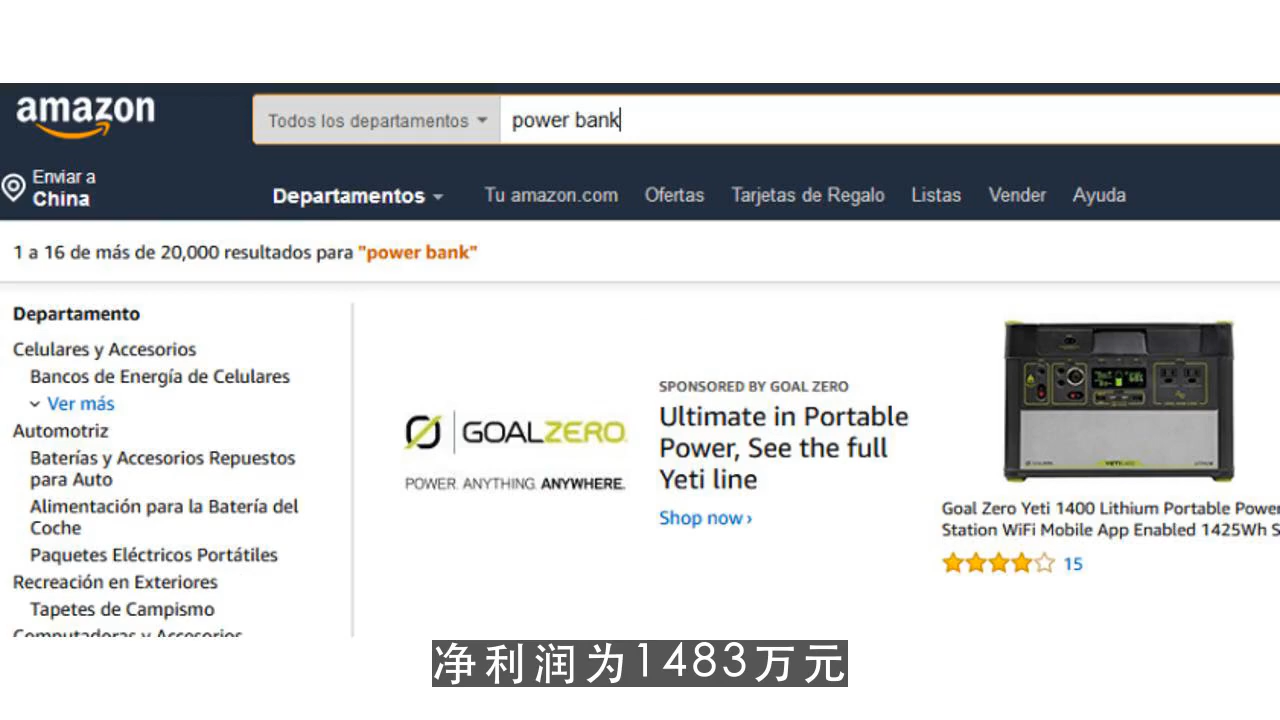 amazon
Todos los departamentos
power bank
Enviar a
China
Departamentos
Tu amazon.com
Ofertas
Tarjetas de Regalo
Listas
Vender
Ayuda
1 a 16 de más de 20,000 resultados para "power bank"
Departamento
Celulares y Accesorios
Bancos de Energía de Celulares
Ver más
Automotriz
Baterías y Accesorios Repuestos
para Auto
Alimentación para la Batería del
Coche
Paquetes Eléctricos Portátiles
Recreación en Exteriores
Tapetes de Campismo
Computadoras y Accesorios
GOALZERO.
POWER. ANYTHING. ANYWHERE.
SPONSORED BY GOAL ZERO
Ultimate in Portable
Power, See the full
Yeti line
Shop now ›
Goal Zero Yeti 1400 Lithium Portable Power
Station WiFi Mobile App Enabled 1425Wh S
15
净利润为1483万元